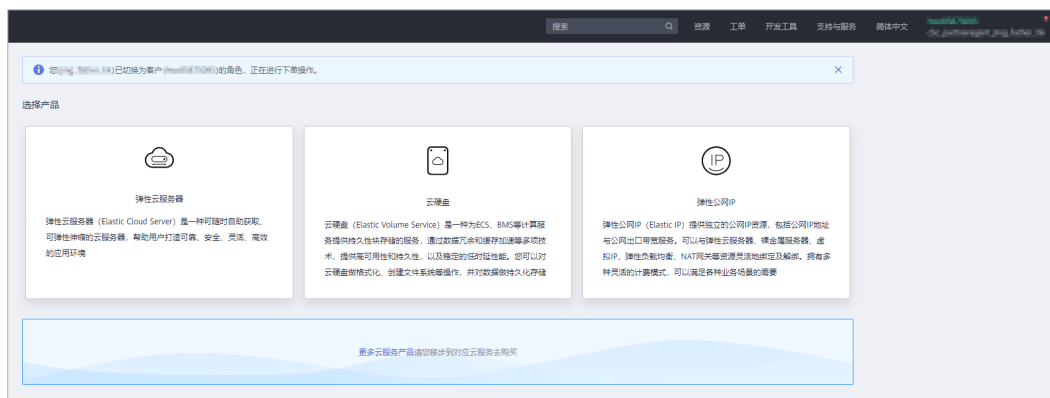 搜索 资源 工单 开发工具 支持与服务 简体中文
您( )已切换为客户( )的角色，正在进行下单操作。
选择产品
弹性云服务器
弹性云服务器（Elastic Cloud Server）是一种可随时自助获取、
可弹性伸缩的云服务器，帮助用户打造可靠、安全、灵活、高效
的应用环境
云硬盘
云硬盘（Elastic Volume Service）是一种为ECS、BMS等计算服
务提供持久性块存储的服务，通过数据冗余和缓存加速等多项技
术，提供高可用性和持久性，以及稳定的低时延性能。您可以对
云硬盘做格式化、创建文件系统等操作，并对数据做持久化存储
IP
弹性公网IP
弹性公网IP（Elastic IP）提供独立的公网IP资源，包括公网IP地址
与公网出口带宽服务。可以与弹性云服务器、裸金属服务器、虚
拟IP、弹性负载均衡、NAT网关等资源灵活地绑定及解绑。拥有多
种灵活的计费模式，可以满足各种业务场景的需要
更多云服务产品请您移步到对应云服务去购买